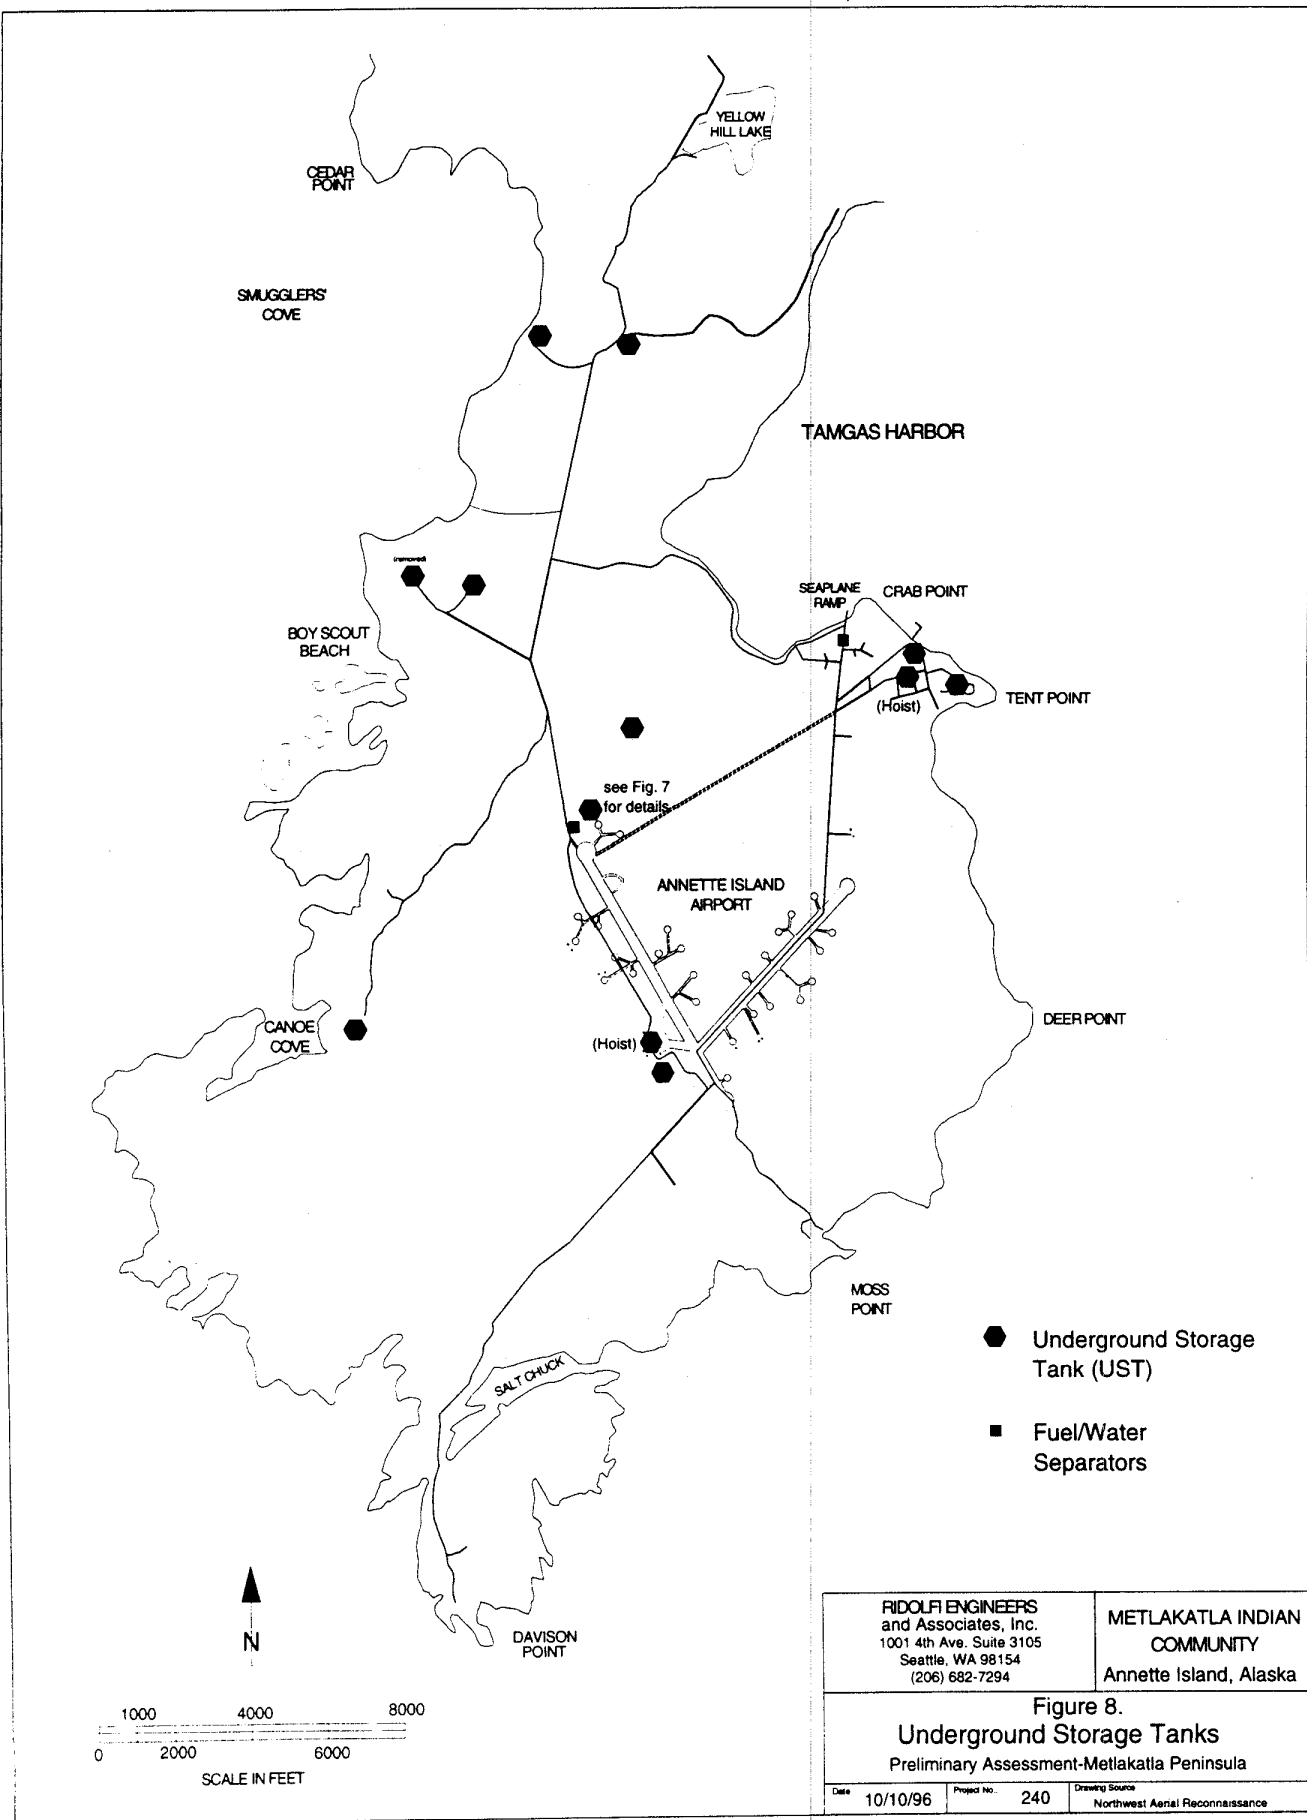 YELLOW
HILL LAKE
CEDAR
POINT
SMUGGLERS'
COVE
TAMGAS HARBOR
(removed)
SEAPLANE
RAMP
CRAB POINT
BOY SCOUT
BEACH
(Hoist)
TENT POINT
see Fig. 7
for details
ANNETTE ISLAND
AIRPORT
CANOE
COVE
(Hoist)
DEER POINT
MOSS
POINT
Underground Storage
Tank (UST)
SALT CHUCK
Fuel/Water
Separators
N
DAVISON
POINT
1000 4000 8000
0 2000 6000
SCALE IN FEET
RIDOLFI ENGINEERS
and Associates, Inc.
1001 4th Ave. Suite 3105
Seattle, WA 98154
(206) 682-7294
METLAKATLA INDIAN
COMMUNITY
Annette Island, Alaska
Figure 8.
Underground Storage Tanks
Preliminary Assessment-Metlakatla Peninsula
Date 10/10/96
Project No. 240
Drawing Source
Northwest Aerial Reconnaissance